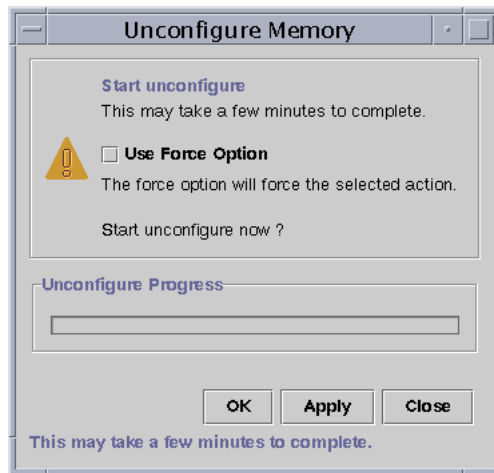 Unconfigure Memory
Start unconfigure
This may take a few minutes to complete.
Use Force Option
The force option will force the selected action.
Start unconfigure now ?
Unconfigure Progress
OK Apply Close
This may take a few minutes to complete.